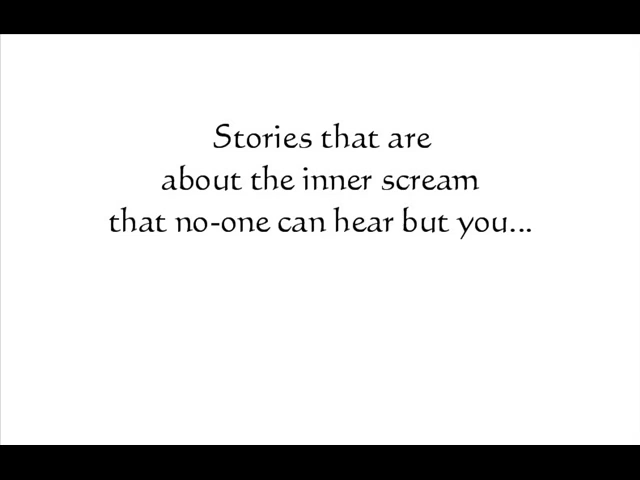 Stories that are
about the inner scream
that no-one can hear but you...